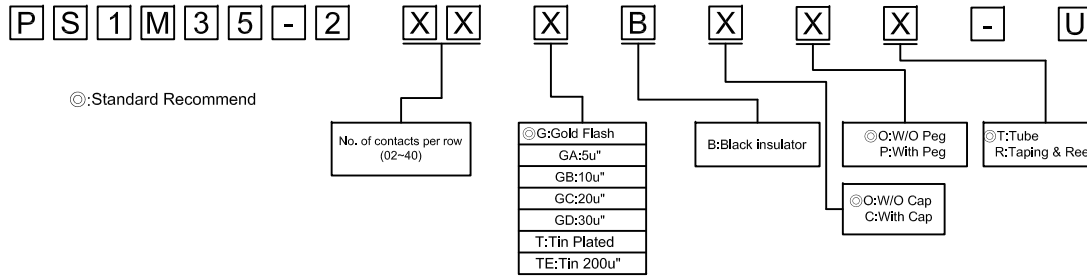 PS1M35-2 XX X B X X X - U
◎:Standard Recommend
No. of contacts per row
(02~40)
◎G:Gold Flash
GA:5u"
GB:10u"
GC:20u"
GD:30u"
T:Tin Plated
TE:Tin 200u"
B:Black insulator
◎O:W/O Peg
P:With Peg
◎T:Tube
R:Taping & Ree
◎O:W/O Cap
C:With Cap